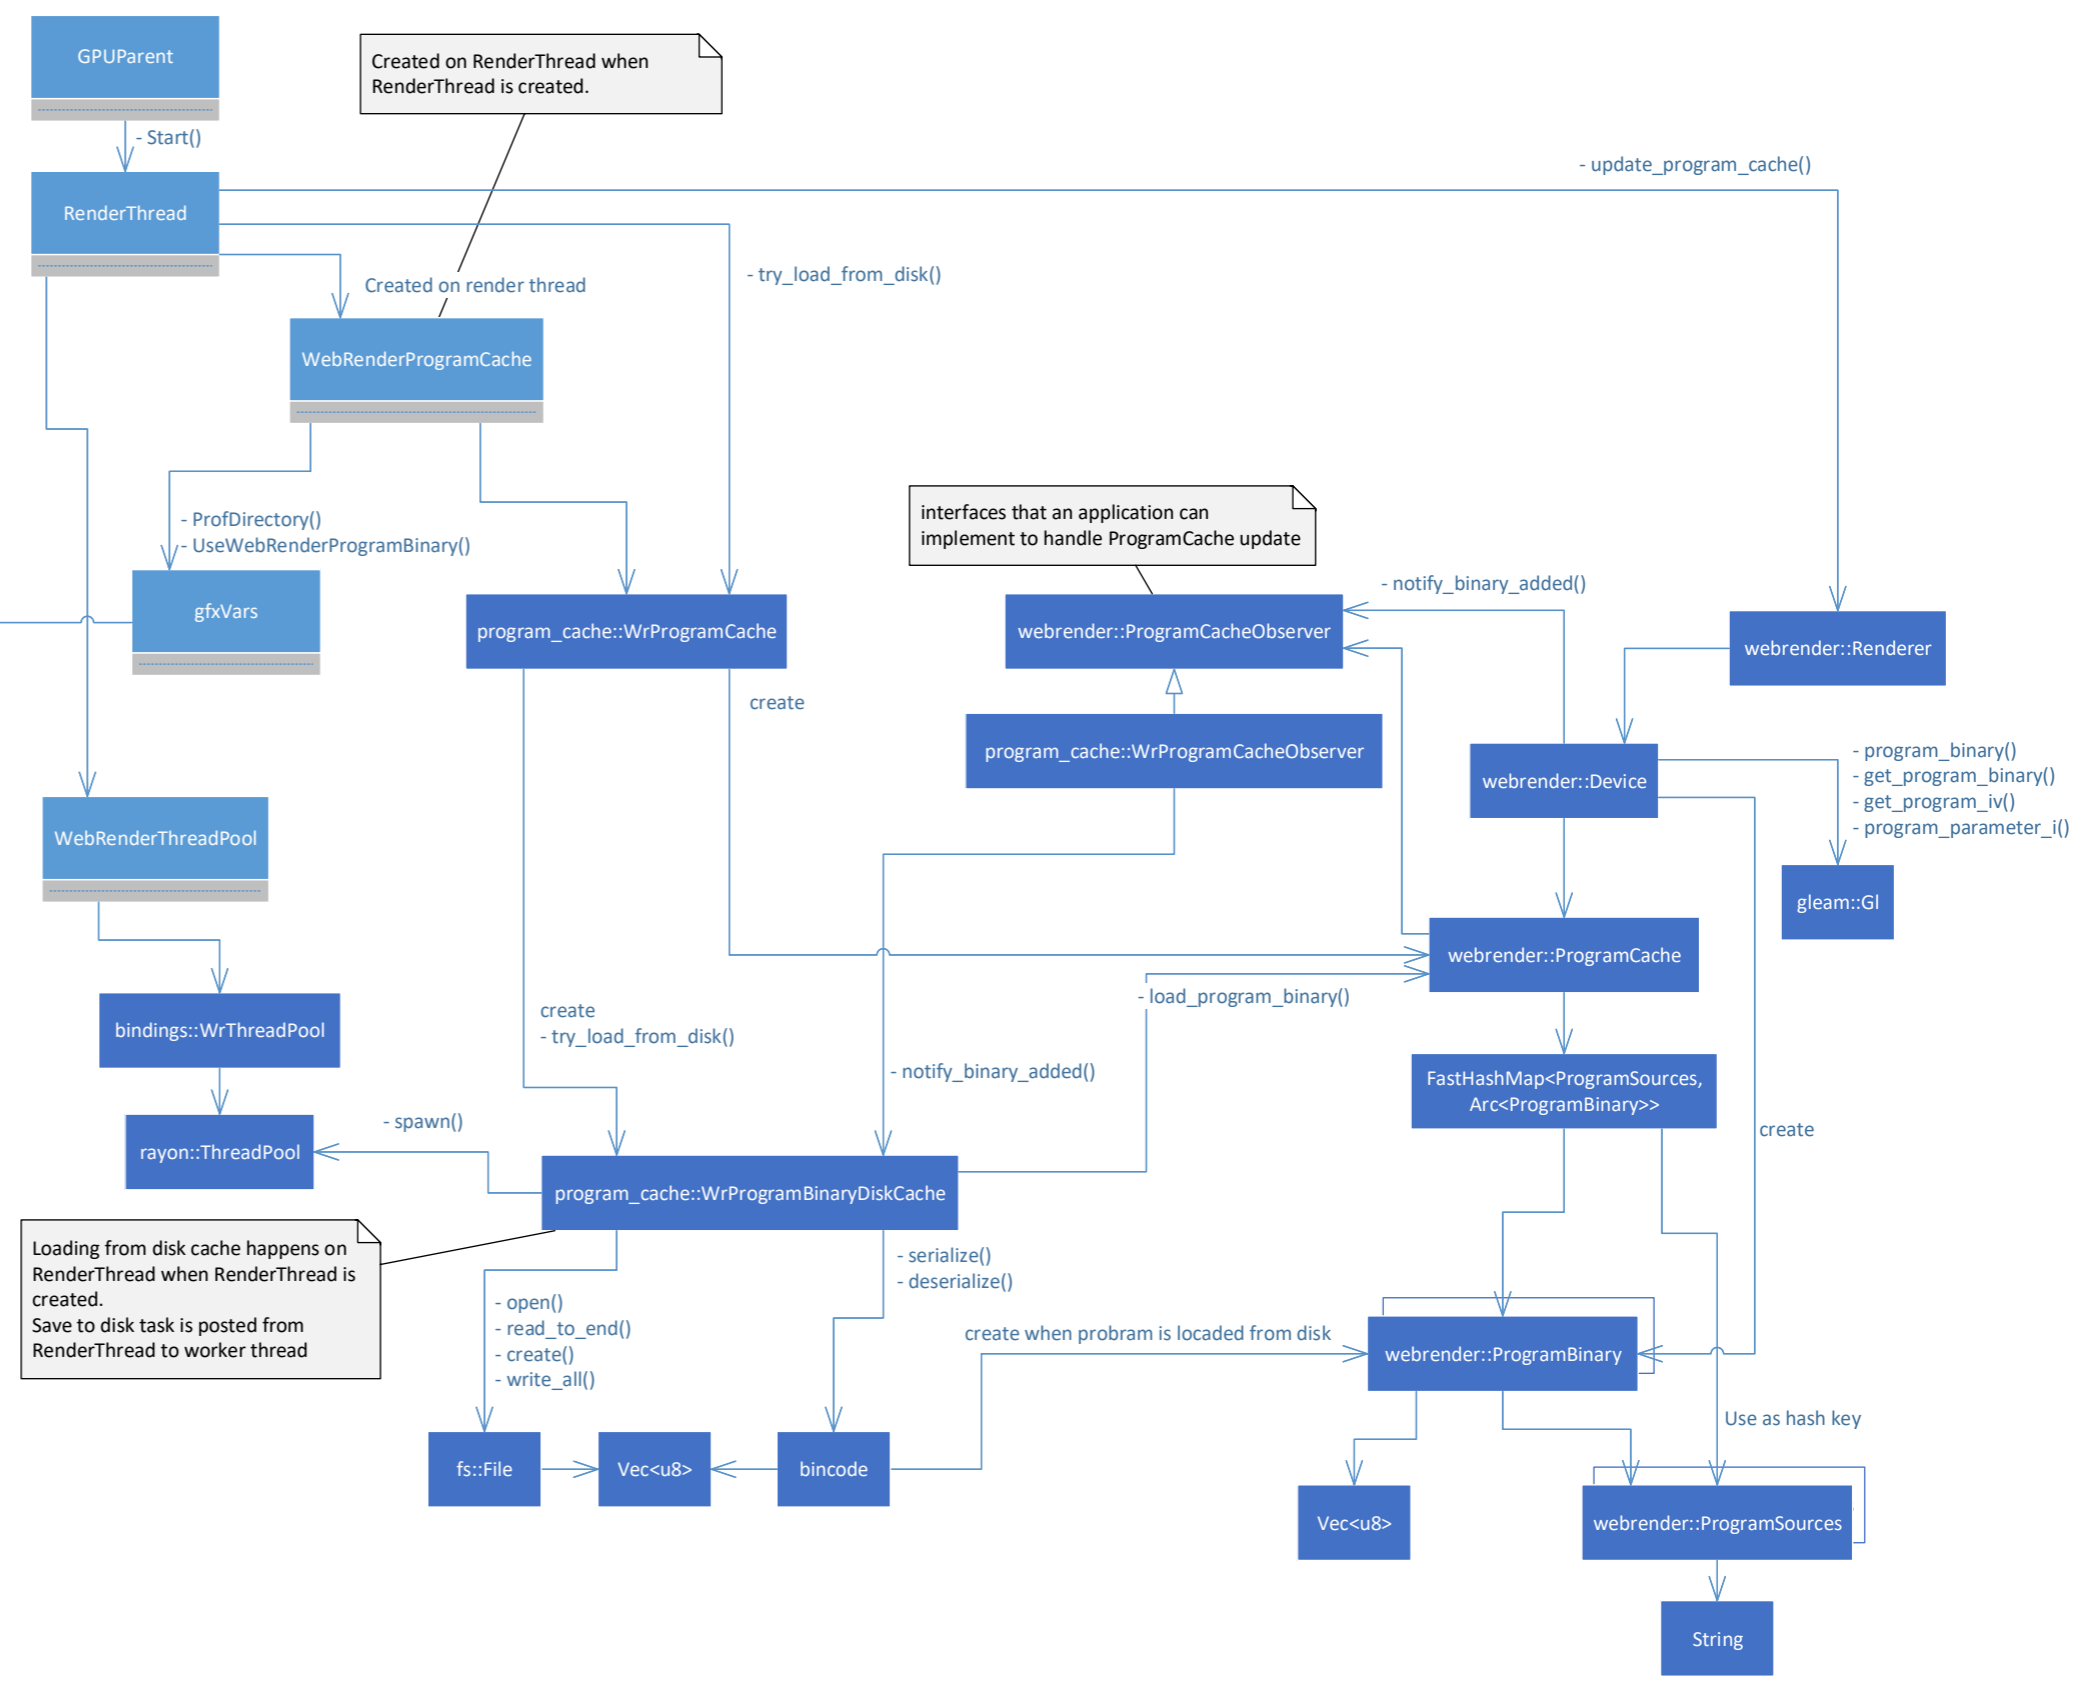 GPUParent
Created on RenderThread when
RenderThread is created.
- Start()
- update_program_cache()
RenderThread
- try_load_from_disk()
Created on render thread
WebRenderProgramCache
- ProfDirectory()
- UseWebRenderProgramBinary()
interfaces that an application can
implement to handle ProgramCache update
- notify_binary_added()
gfxVars
program_cache::WrProgramCache
webrender::ProgramCacheObserver
webrender::Renderer
create
program_cache::WrProgramCacheObserver
webrender::Device
- program_binary()
- get_program_binary()
- get_program_iv()
- program_parameter_i()
WebRenderThreadPool
gleam::Gl
webrender::ProgramCache
- load_program_binary()
bindings::WrThreadPool
create
- try_load_from_disk()
- notify_binary_added()
FastHashMap<ProgramSources,
Arc<ProgramBinary>>
create
- spawn()
rayon::ThreadPool
program_cache::WrProgramBinaryDiskCache
Loading from disk cache happens on
RenderThread when RenderThread is
created.
Save to disk task is posted from
RenderThread to worker thread
- serialize()
- deserialize()
- open()
- read_to_end()
- create()
- write_all()
create when probram is locaded from disk
webrender::ProgramBinary
Use as hash key
fs::File
Vec<u8>
bincode
Vec<u8>
webrender::ProgramSources
String